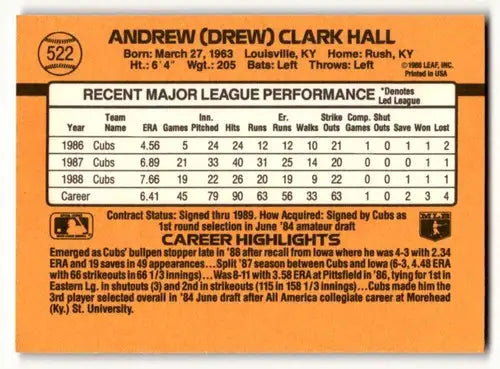 522
ANDREW (DREW) CLARK HALL
Born: March 27, 1963 Louisville, KY Home: Rush, KY
Ht.: 6'4" Wgt.: 205 Bats: Left Throws: Left
©1988 LEAF, INC.
Printed in USA
RECENT MAJOR LEAGUE PERFORMANCE *Denotes Led League
Year Team Name ERA Games Inn. Pitched Hits Runs Er. Runs Walks Strike Outs Comp. Games Shut Outs Save Won Lost
1986 Cubs 4.56 5 24 24 12 12 10 21 1 0 1 1 2
1987 Cubs 6.89 21 33 40 31 25 14 20 0 0 0 1 1
1988 Cubs 7.66 19 22 26 20 19 9 22 0 0 1 1 1
Career 6.41 45 79 90 63 56 33 63 1 0 2 3 4
Contract Status: Signed thru 1989. How Acquired: Signed by Cubs as
1st round selection in June '84 amateur draft
CAREER HIGHLIGHTS
Emerged as Cubs' bullpen stopper late in '88 after recall from Iowa where he was 4-3 with 2.34
ERA and 19 saves in 49 appearances...Split '87 season between Cubs and Iowa (6-3, 4.48 ERA
with 66 strikeouts in 66 1/3 innings)...Was 8-11 with 3.58 ERA at Pittsfield in '86, tying for 1st in
Eastern Lg. in shutouts (3) and 2nd in strikeouts (115 in 158 1/3 innings)...Cubs made him the
3rd player selected overall in '84 June draft after All America collegiate career at Morehead
(Ky.) St. University.